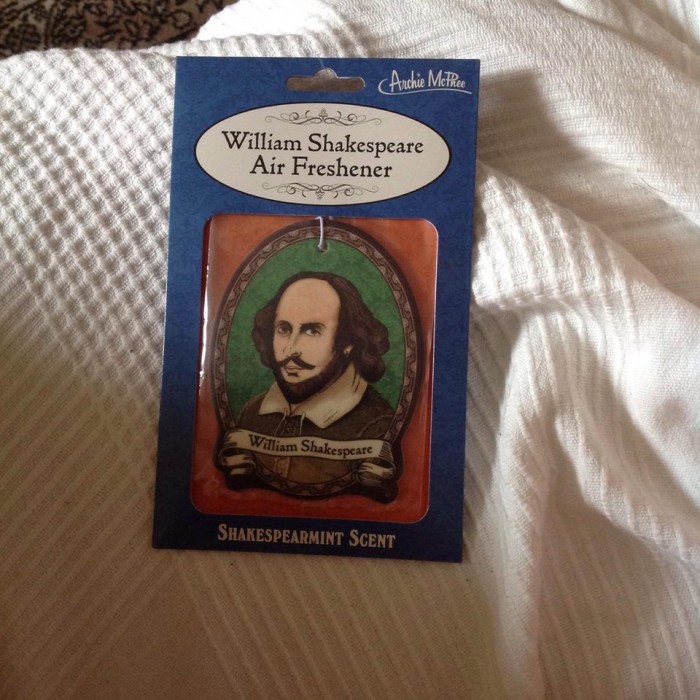 Archie McPhee
William Shakespeare
Air Freshener
William Shakespeare
Shakespearmint Scent